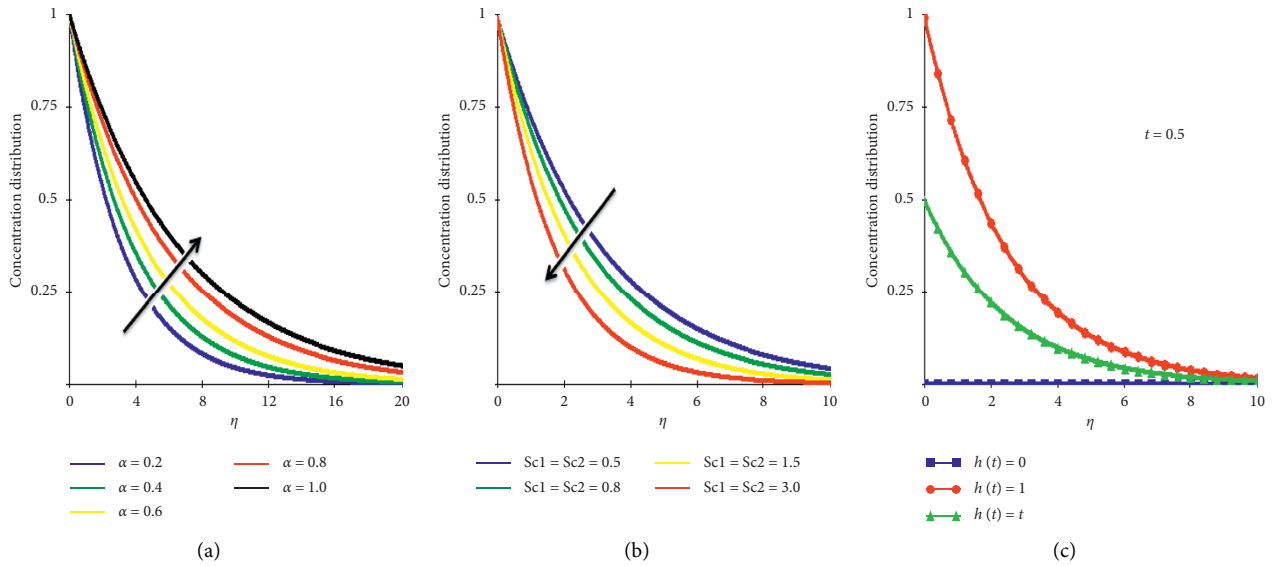 1
0.75
0.5
0.25
Concentration distribution
0
4
8
12
16
20
η
α = 0.2
α = 0.4
α = 0.6
α = 0.8
α = 1.0
(a)
1
0.75
0.5
0.25
Concentration distribution
0
2
4
6
8
10
η
Sc1 = Sc2 = 0.5
Sc1 = Sc2 = 0.8
Sc1 = Sc2 = 1.5
Sc1 = Sc2 = 3.0
(b)
1
0.75
0.5
0.25
Concentration distribution
t = 0.5
0
2
4
6
8
10
η
h (t) = 0
h (t) = 1
h (t) = t
(c)